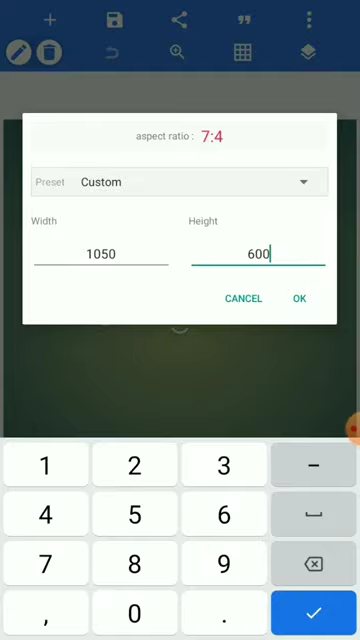 aspect ratio : 7:4
Preset Custom
Width Height
1050 600
CANCEL OK
1 2 3 -
4 5 6
7 8 9
, 0 .